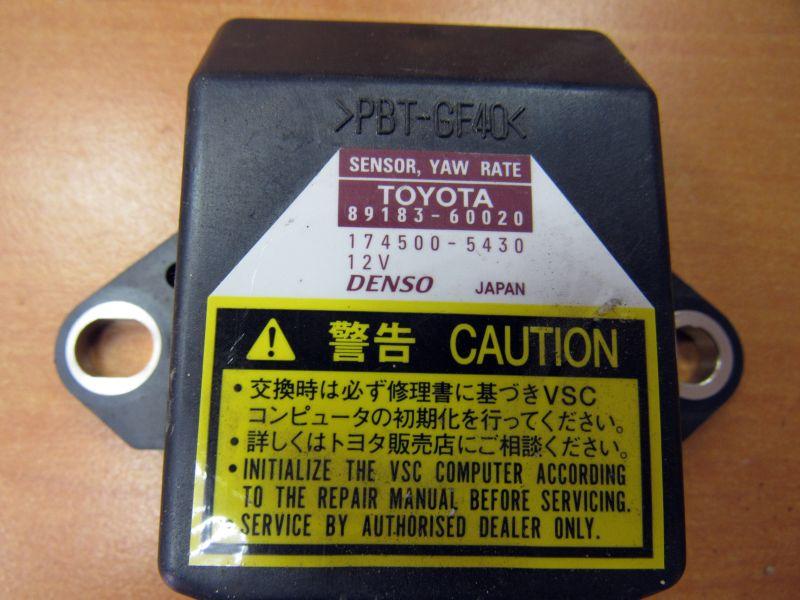 >PBT-GF40<
SENSOR, YAW RATE
TOYOTA
89183-60020
174500-5430
12V
DENSO JAPAN
警告 CAUTION
・交換時は必ず修理書に基づきVSC
コンピュータの初期化を行ってください。
・詳しくはトヨタ販売店にご相談ください。
・INITIALIZE THE VSC COMPUTER ACCORDING
TO THE REPAIR MANUAL BEFORE SERVICING.
・SERVICE BY AUTHORISED DEALER ONLY.